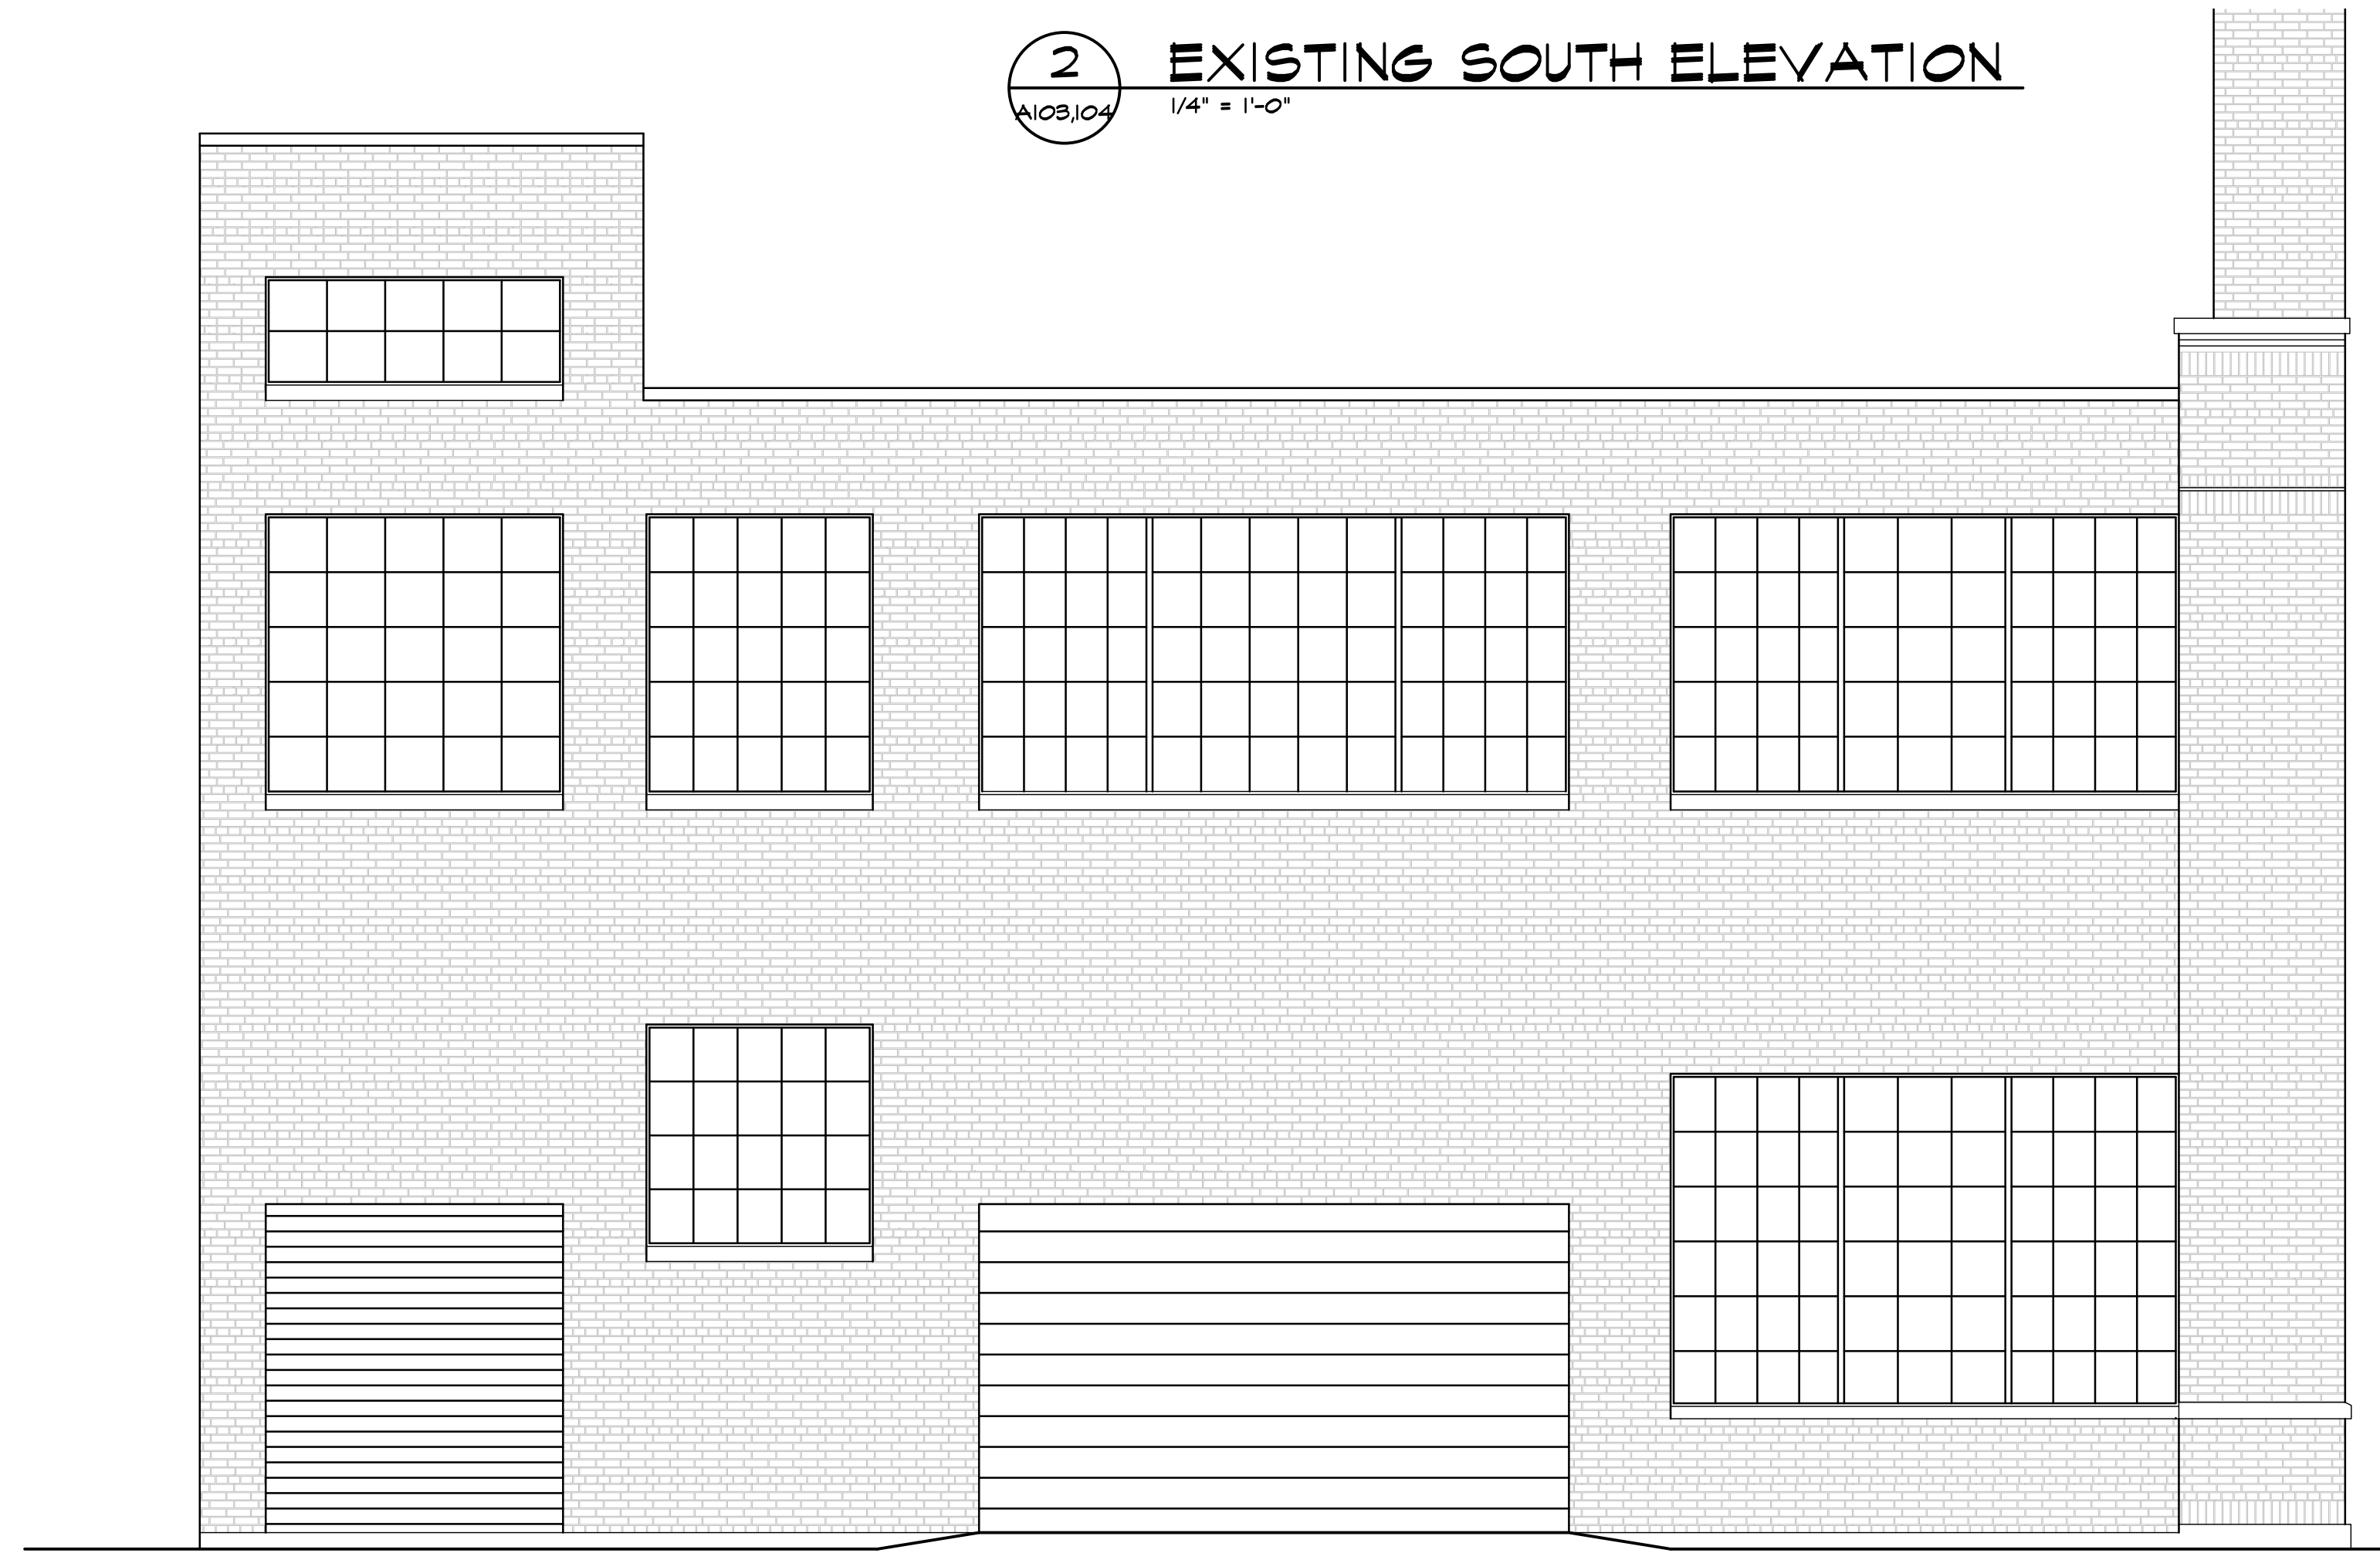 2
EXISTING SOUTH ELEVATION
A103,104
1/4" = 1'-0"